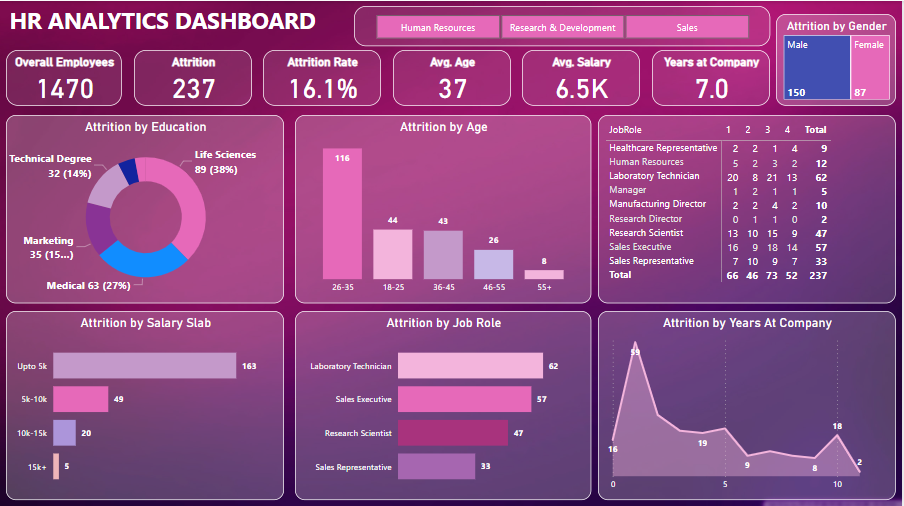 HR ANALYTICS DASHBOARD
Human Resources Research & Development Sales
Attrition by Gender
Male Female
150 87
Overall Employees
1470
Attrition
237
Attrition Rate
16.1%
Avg. Age
37
Avg. Salary
6.5K
Years at Company
7.0
Attrition by Education
Life Sciences
89 (38%)
Technical Degree
32 (14%)
Marketing
35 (15...)
Medical 63 (27%)
Attrition by Age
116
44
43
26
8
26-35 18-25 36-45 46-55 55+
JobRole 1 2 3 4 Total
Healthcare Representative 2 2 1 4 9
Human Resources 5 2 3 2 12
Laboratory Technician 20 8 21 13 62
Manager 1 2 1 1 5
Manufacturing Director 2 2 4 2 10
Research Director 0 1 1 0 2
Research Scientist 13 10 15 9 47
Sales Executive 16 9 18 14 57
Sales Representative 7 10 9 7 33
Total 66 46 73 52 237
Attrition by Salary Slab
Upto 5k 163
5k-10k 49
10k-15k 20
15k+ 5
Attrition by Job Role
Laboratory Technician 62
Sales Executive 57
Research Scientist 47
Sales Representative 33
Attrition by Years At Company
59
16
19
9
8
18
2
0 5 10